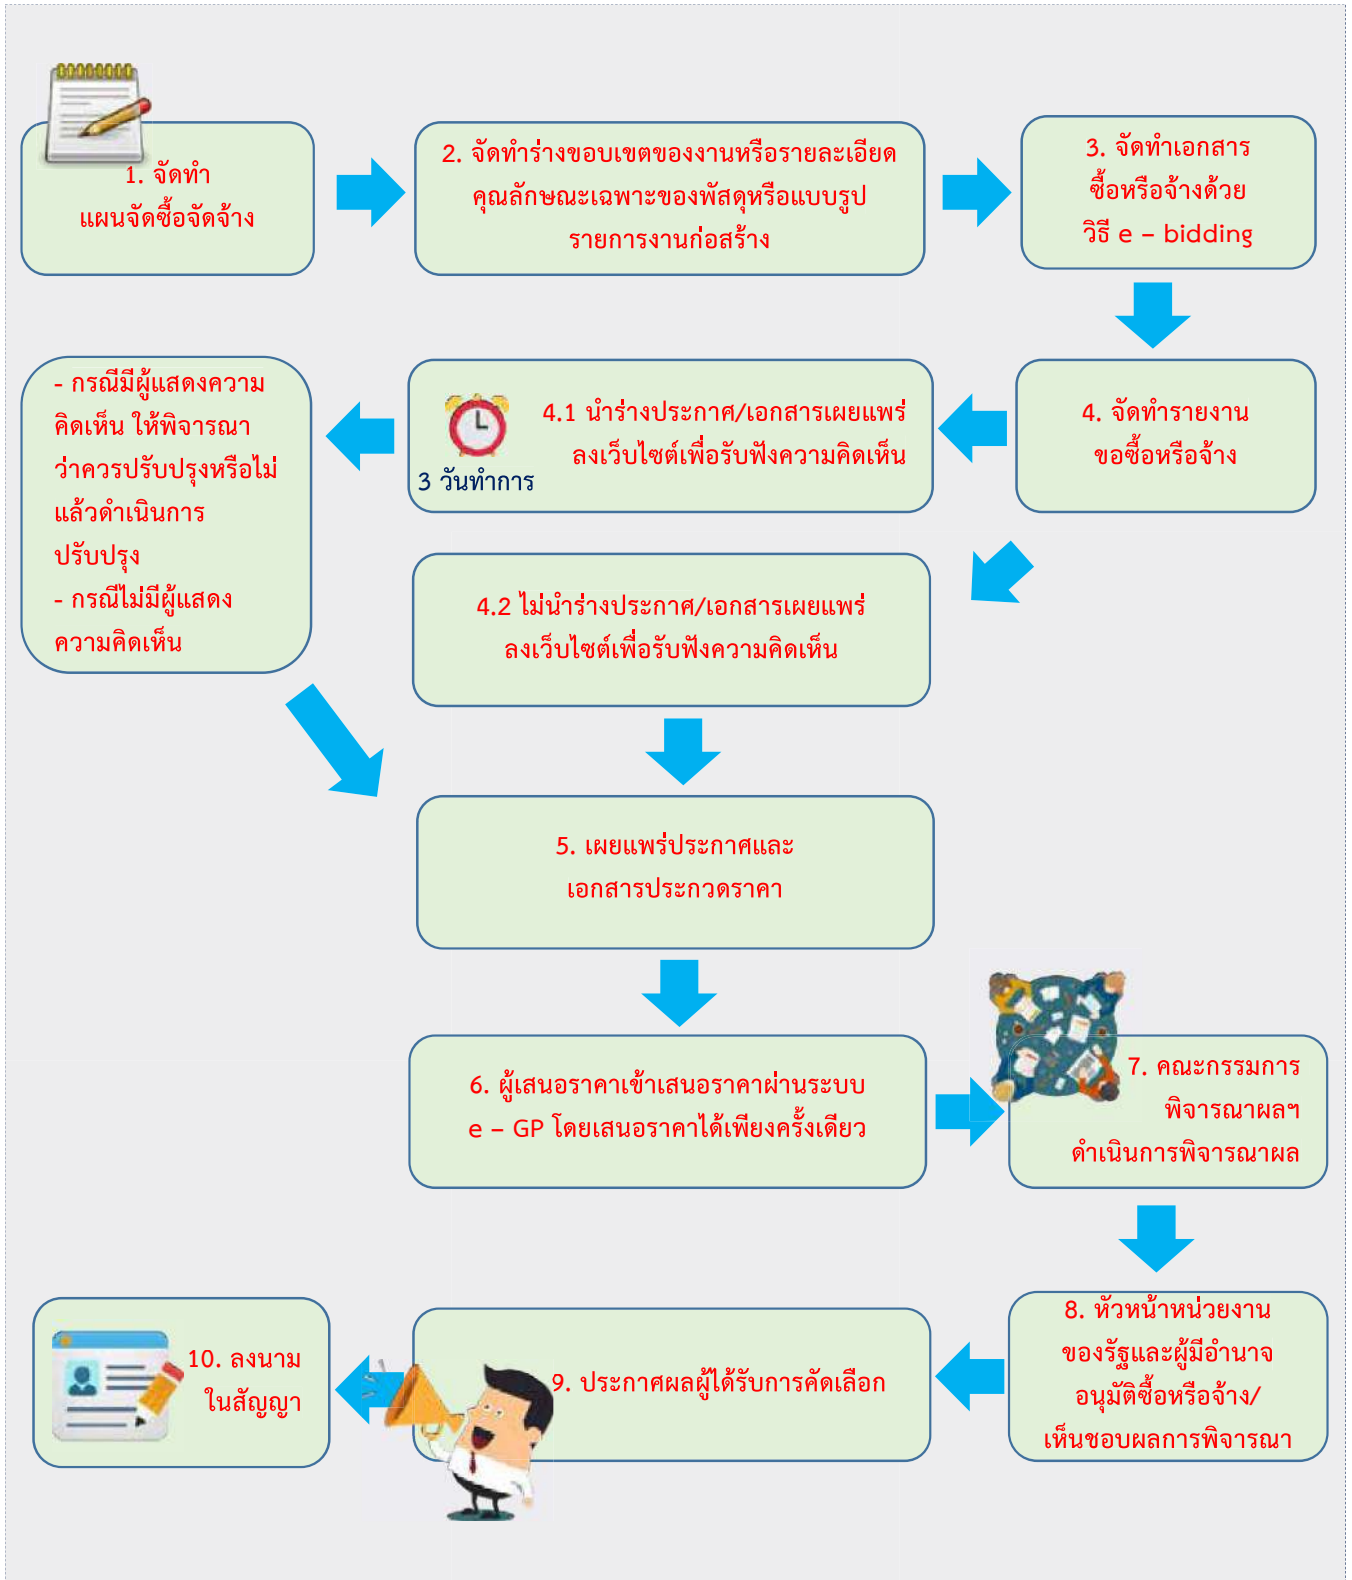 1. จัดทำ
แผนจัดซื้อจัดจ้าง
2. จัดทำร่างขอบเขตของงานหรือรายละเอียด
คุณลักษณะเฉพาะของพัสดุหรือแบบรูป
รายการงานก่อสร้าง
3. จัดทำเอกสาร
ซื้อหรือจ้างด้วย
วิธี e – bidding
4. จัดทำรายงาน
ขอซื้อหรือจ้าง
4.1 นำร่างประกาศ/เอกสารเผยแพร่
ลงเว็บไซต์เพื่อรับฟังความคิดเห็น
3 วันทำการ
- กรณีมีผู้แสดงความ
คิดเห็น ให้พิจารณา
ว่าควรปรับปรุงหรือไม่
แล้วดำเนินการ
ปรับปรุง
- กรณีไม่มีผู้แสดง
ความคิดเห็น
4.2 ไม่นำร่างประกาศ/เอกสารเผยแพร่
ลงเว็บไซต์เพื่อรับฟังความคิดเห็น
5. เผยแพร่ประกาศและ
เอกสารประกวดราคา
6. ผู้เสนอราคาเข้าเสนอราคาผ่านระบบ
e – GP โดยเสนอราคาได้เพียงครั้งเดียว
7. คณะกรรมการ
พิจารณาผลฯ
ดำเนินการพิจารณาผล
8. หัวหน้าหน่วยงาน
ของรัฐและผู้มีอำนาจ
อนุมัติซื้อหรือจ้าง/
เห็นชอบผลการพิจารณา
9. ประกาศผลผู้ได้รับการคัดเลือก
10. ลงนาม
ในสัญญา